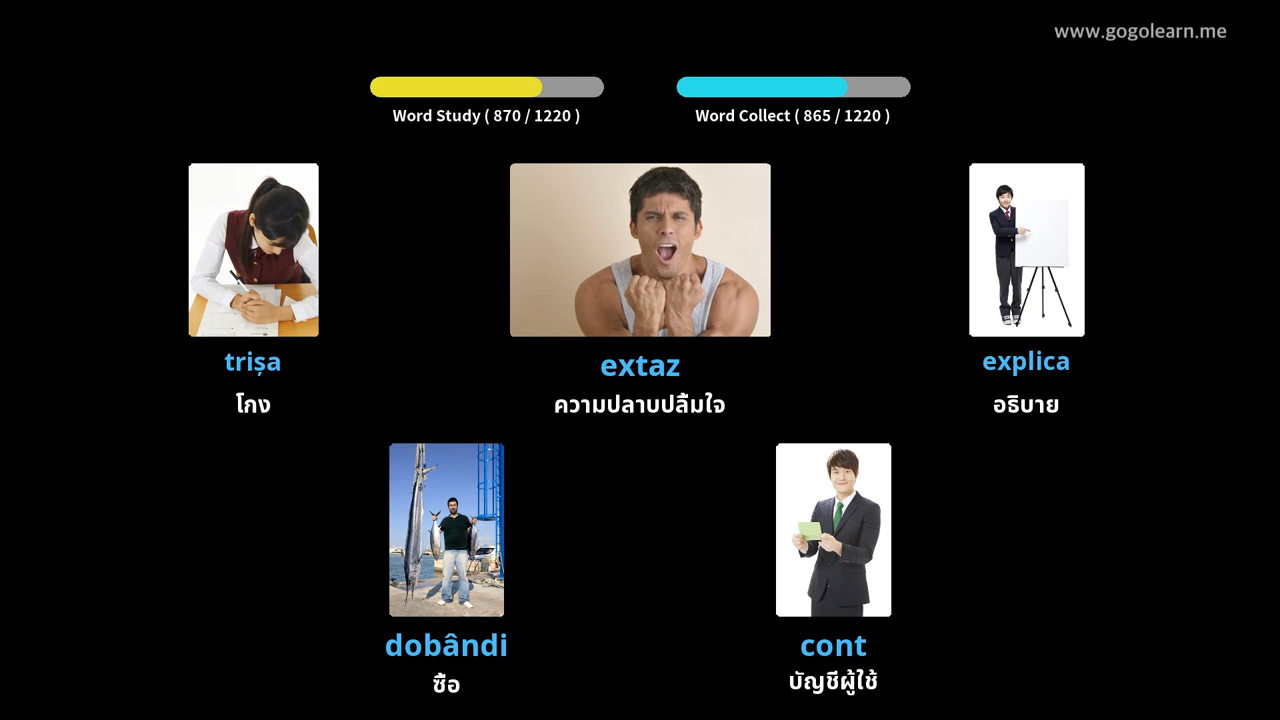 www.gogolearn.me
Word Study ( 870 / 1220 )
Word Collect ( 865 / 1220 )
trișa
โกง
extaz
ความปลาบปลื้มใจ
explica
อธิบาย
dobândi
ซื้อ
cont
บัญชีผู้ใช้